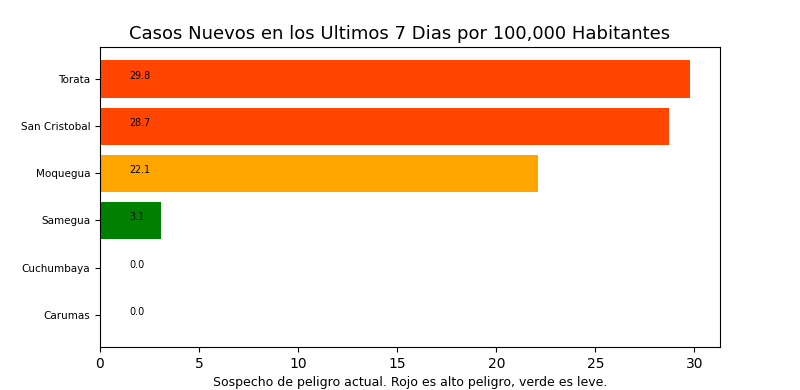 Casos Nuevos en los Ultimos 7 Dias por 100,000 Habitantes
Torata 29.8
San Cristobal 28.7
Moquegua 22.1
Samegua 3.1
Cuchumbaya 0.0
Carumas 0.0
0 5 10 15 20 25 30
Sospecho de peligro actual. Rojo es alto peligro, verde es leve.